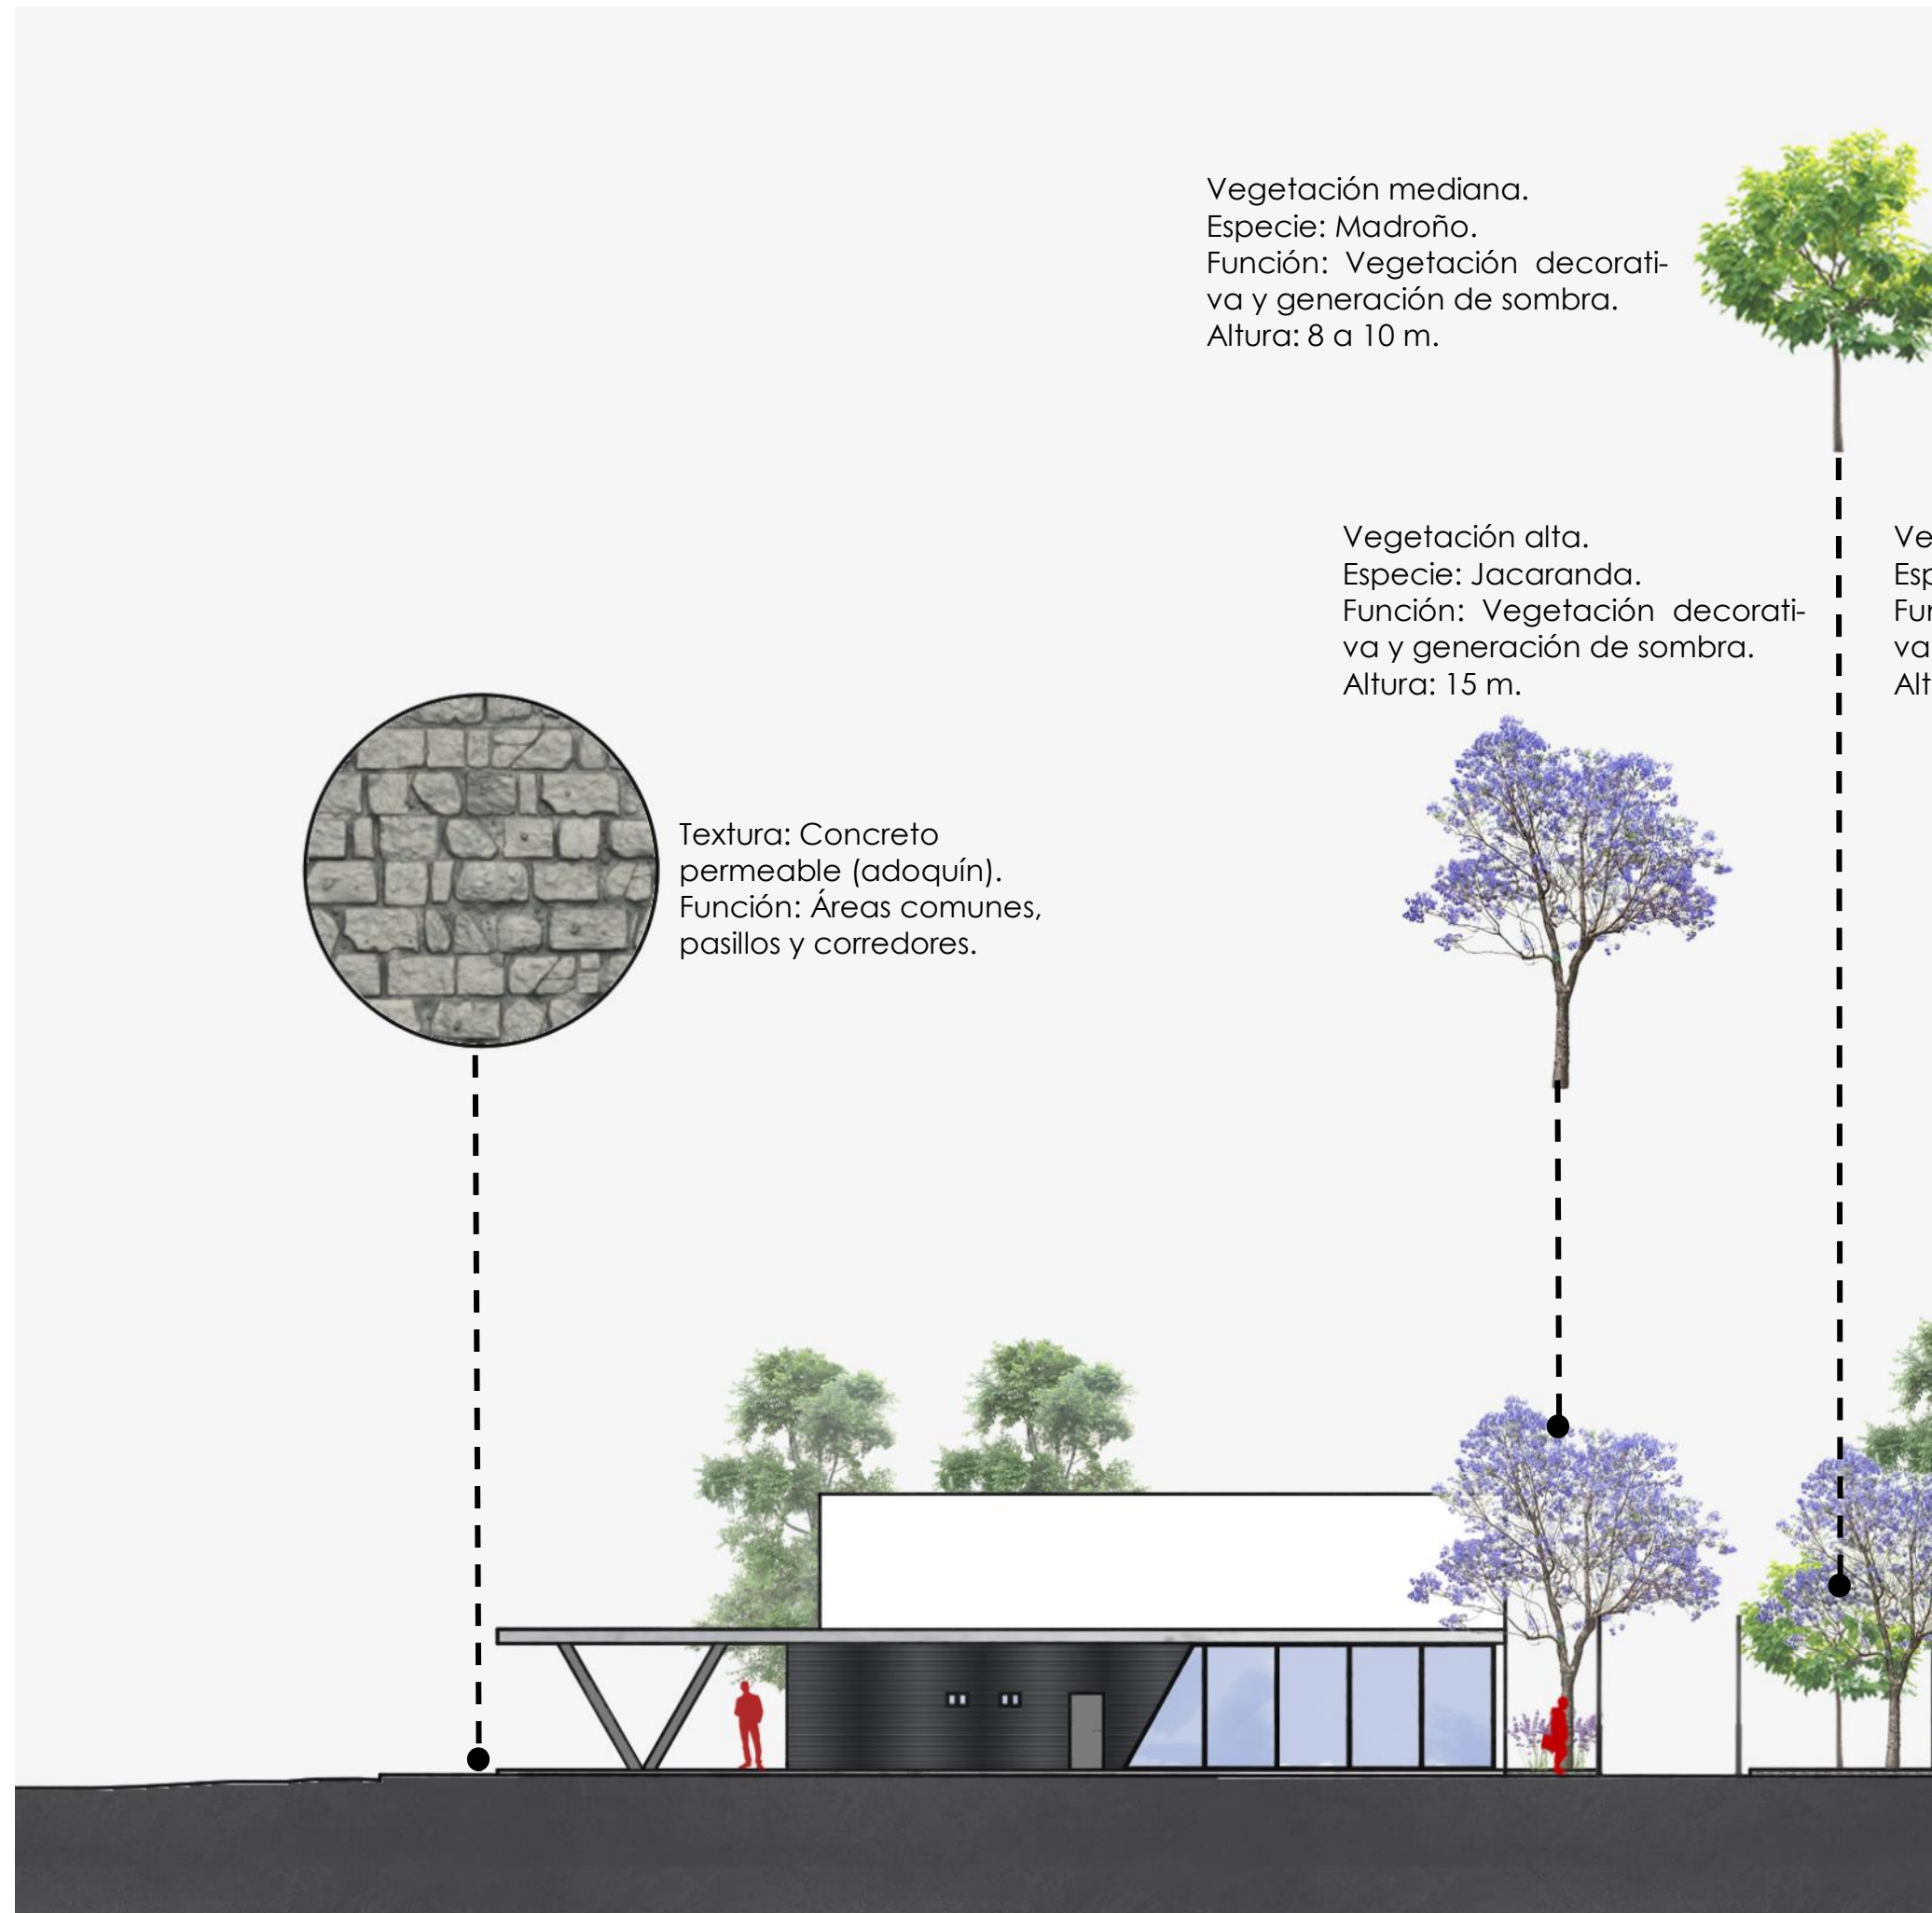 Vegetación mediana.
Especie: Madroño.
Función: Vegetación decorati-
va y generación de sombra.
Altura: 8 a 10 m.
Vegetación alta.
Especie: Jacaranda.
Función: Vegetación decorati-
va y generación de sombra.
Altura: 15 m.
Textura: Concreto
permeable (adoquín).
Función: Áreas comunes,
pasillos y corredores.